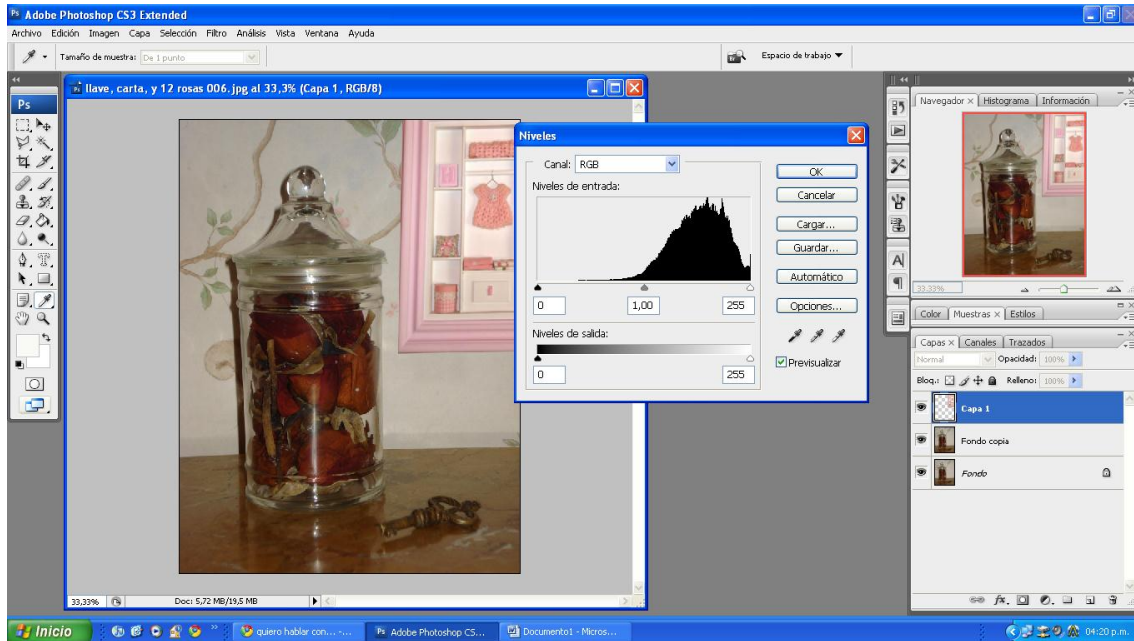 Ps Adobe Photoshop CS3 Extended
Archivo Edición Imagen Capa Selección Filtro Análisis Vista Ventana Ayuda
Tamaño de muestra: De 1 punto
Espacio de trabajo
llave, carta, y 12 rosas 006.jpg al 33,3% (Capa 1, RGB/8)
Ps
Niveles
Canal: RGB
Niveles de entrada:
0 1,00 255
Niveles de salida:
0 255
OK
Cancelar
Cargar...
Guardar...
Automático
Opciones...
Previsualizar
Navegador × Histograma Información
33.33%
Color Muestras × Estilos
Capas × Canales Trazados
Normal Opacidad: 100%
Bloq.: Relleno: 100%
Capa 1
Fondo copia
Fondo
33,33% Doc: 5,72 MB/19,5 MB
Inicio quiero hablar con... -... Ps Adobe Photoshop CS... Documento1 - Micros... 04:20 p.m.